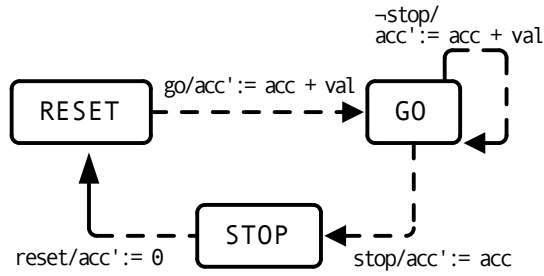 ¬stop/
acc':= acc + val
go/acc':= acc + val
RESET
GO
STOP
reset/acc':= 0
stop/acc':= acc